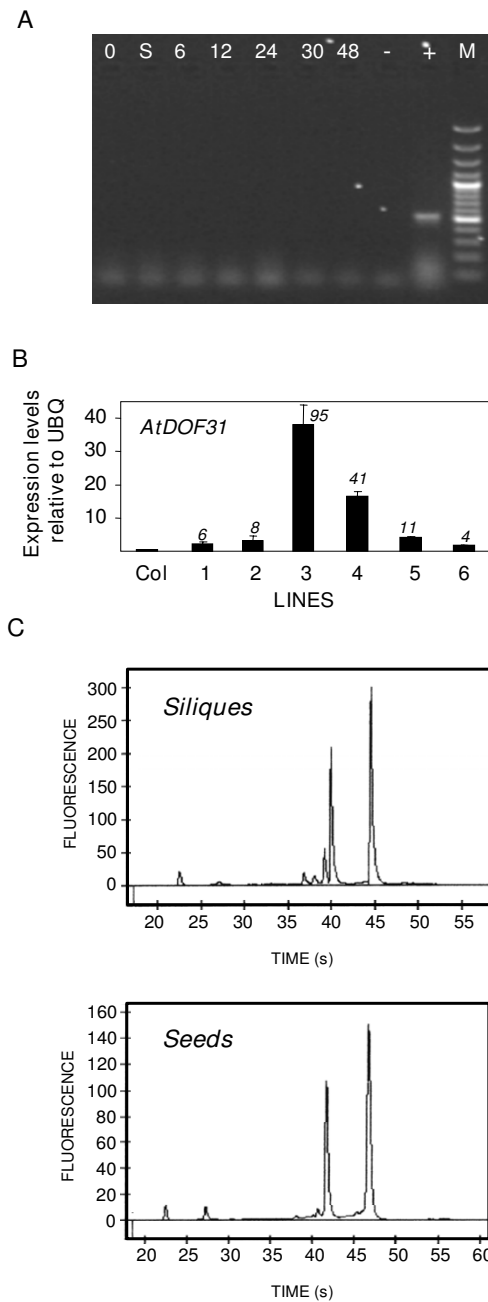 A
0 S 6 12 24 30 48 - + M
B
Expression levels
relative to UBQ
40
30
20
10
AtDOF31
6
8
95
41
11
4
Col 1 2 3 4 5 6
LINES
C
FLUORESCENCE
300
250
200
150
100
50
0
Siliques
20 25 30 35 40 45 50 55
TIME (s)
FLUORESCENCE
160
140
120
100
80
60
40
20
0
Seeds
20 25 30 35 40 45 50 55 60
TIME (s)